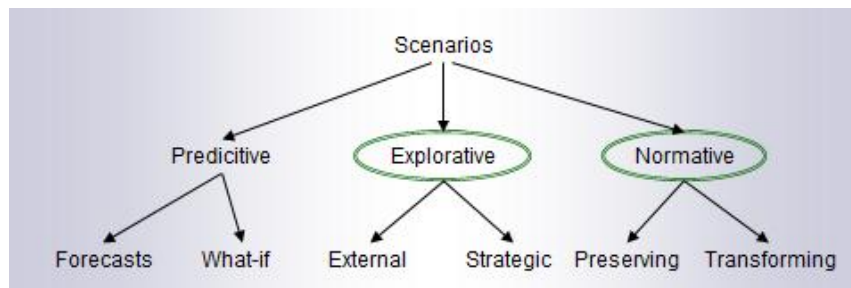 Scenarios
Predicitive Explorative Normative
Forecasts What-if External Strategic Preserving Transforming